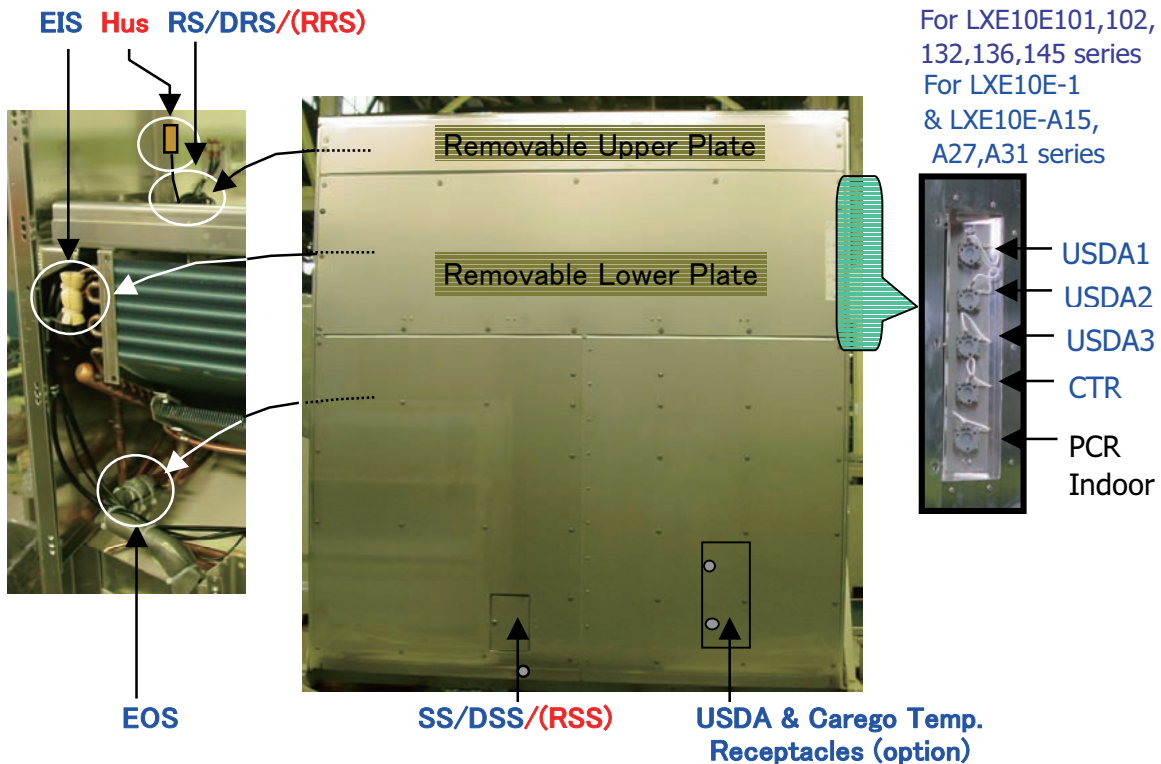 EIS Hus RS/DRS/(RRS)
For LXE10E101,102,
132,136,145 series
For LXE10E-1
& LXE10E-A15,
A27,A31 series
Removable Upper Plate
Removable Lower Plate
USDA1
USDA2
USDA3
CTR
PCR
Indoor
EOS
SS/DSS/(RSS)
USDA & Carego Temp.
Receptacles (option)